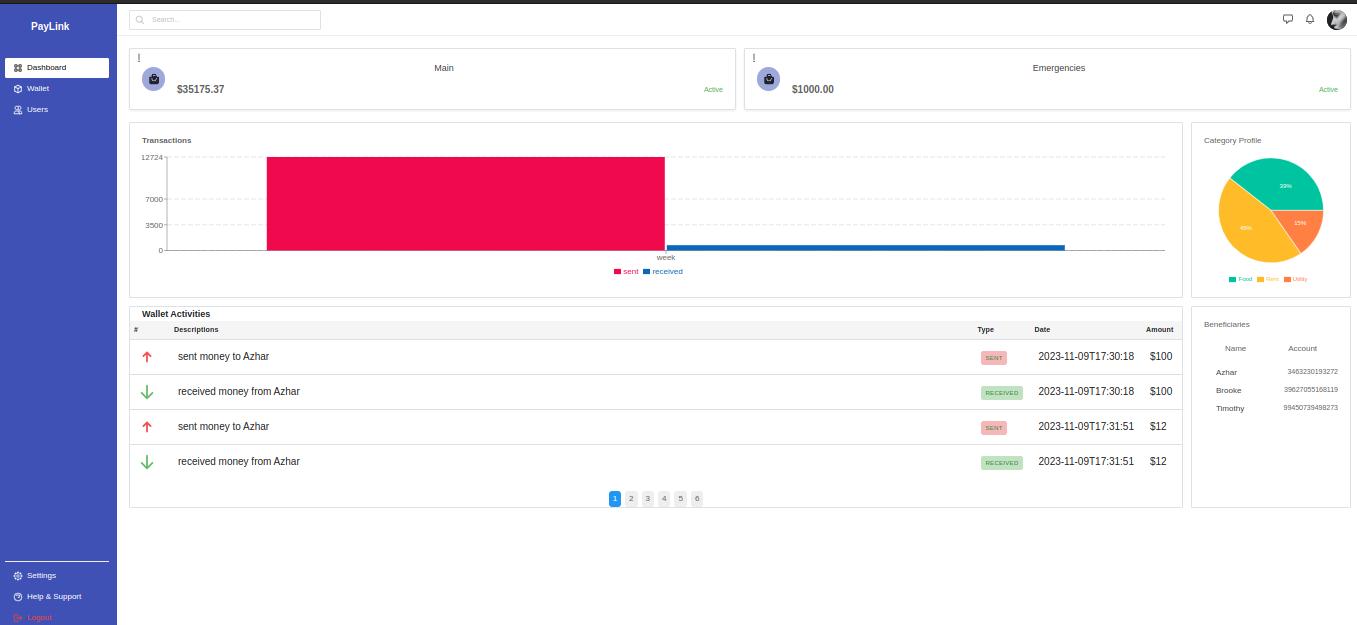 PayLink
Search...
Dashboard
Wallet
Users
Main
$35175.37
Active
Emergencies
$1000.00
Active
Transactions
12724
7000
3500
0
week
sent received
Category Profile
39%
15%
Food Rent Utility
Wallet Activities
# Descriptions Type Date Amount
sent money to Azhar SENT 2023-11-09T17:30:18 $100
received money from Azhar RECEIVED 2023-11-09T17:30:18 $100
sent money to Azhar SENT 2023-11-09T17:31:51 $12
received money from Azhar RECEIVED 2023-11-09T17:31:51 $12
1 2 3 4 5 6
Beneficiaries
Name Account
Azhar 3463230193272
Brooke 39627055168119
Timothy 99450739498273
Settings
Help & Support
Logout